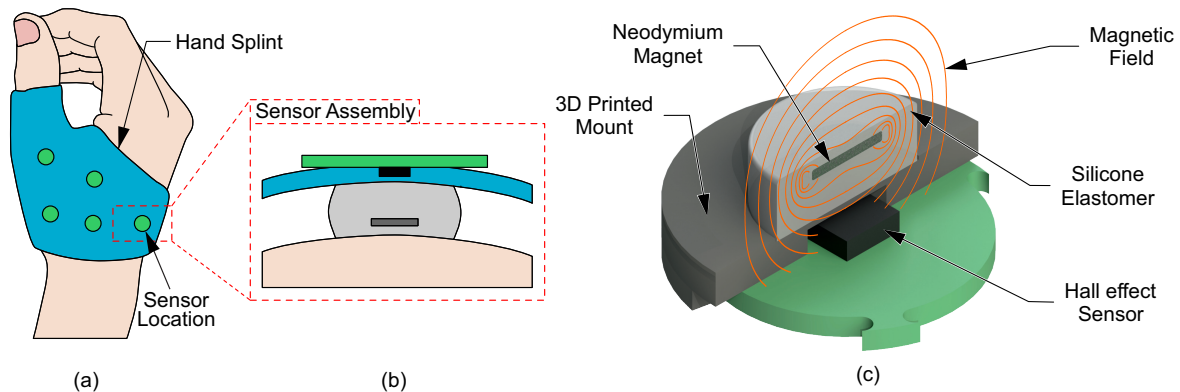 Hand Splint
Sensor Assembly
Sensor
Location
(a)
(b)
Neodymium
Magnet
Magnetic
Field
3D Printed
Mount
Silicone
Elastomer
Hall effect
Sensor
(c)